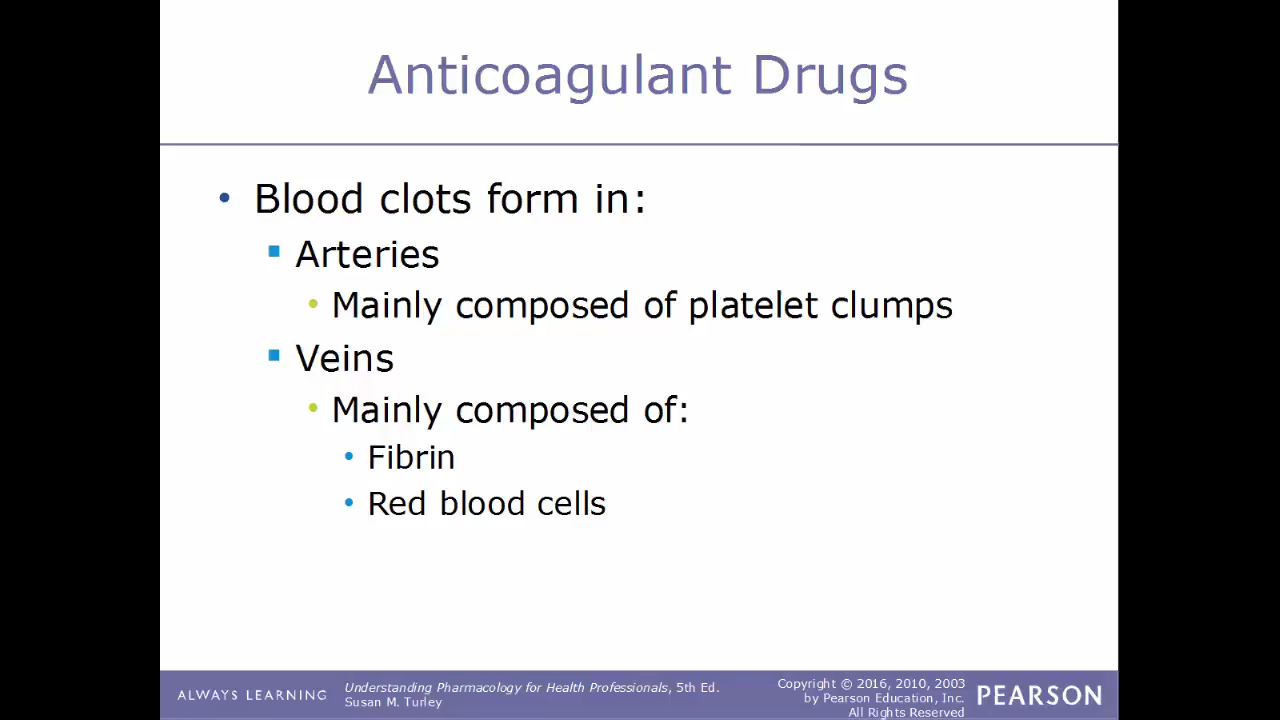 Anticoagulant Drugs
• Blood clots form in:
▪ Arteries
• Mainly composed of platelet clumps
▪ Veins
• Mainly composed of:
• Fibrin
• Red blood cells
ALWAYS LEARNING
Understanding Pharmacology for Health Professionals, 5th Ed.
Susan M. Turley
Copyright © 2016, 2010, 2003
by Pearson Education, Inc.
All Rights Reserved
PEARSON